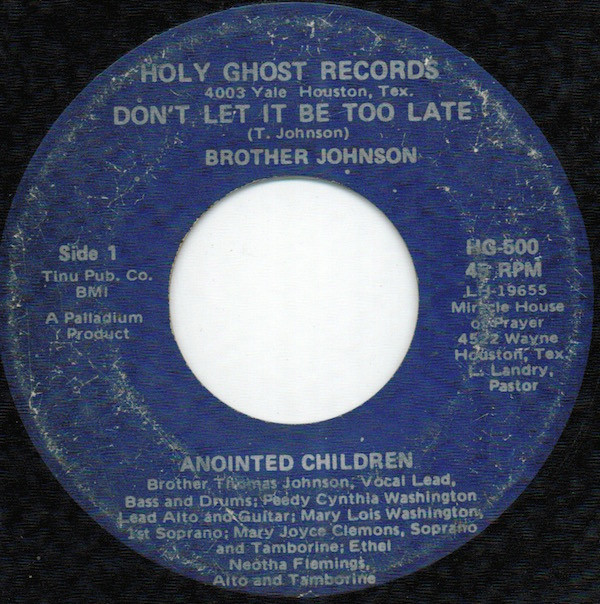 HOLY GHOST RECORDS
4003 Yale Houston, Tex.
DON'T LET IT BE TOO LATE
(T. Johnson)
BROTHER JOHNSON
Side 1
Tinu Pub. Co.
BMI
A Palladium
Product
HG-500
45 RPM
LH-19655
Miracle House
of Prayer
4522 Wayne
Houston, Tex.
L. Landry,
Pastor
ANOINTED CHILDREN
Brother Thomas Johnson, Vocal Lead,
Bass and Drums; Peedy Cynthia Washington
Lead Alto and Guitar; Mary Lois Washington,
1st Soprano; Mary Joyce Clemons, Soprano
and Tamborine; Ethel
Neotha Flemings,
Alto and Tamborine